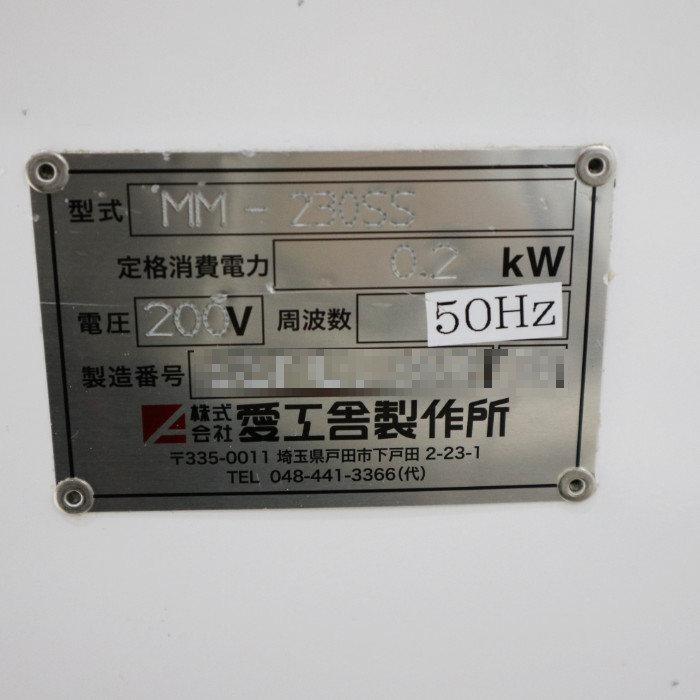 型式 MM-230SS
定格消費電力 0.2 kW
電圧 200V 周波数 50Hz
製造番号
株式会社 愛工舎製作所
〒335-0011 埼玉県戸田市下戸田 2-23-1
TEL 048-441-3366(代)